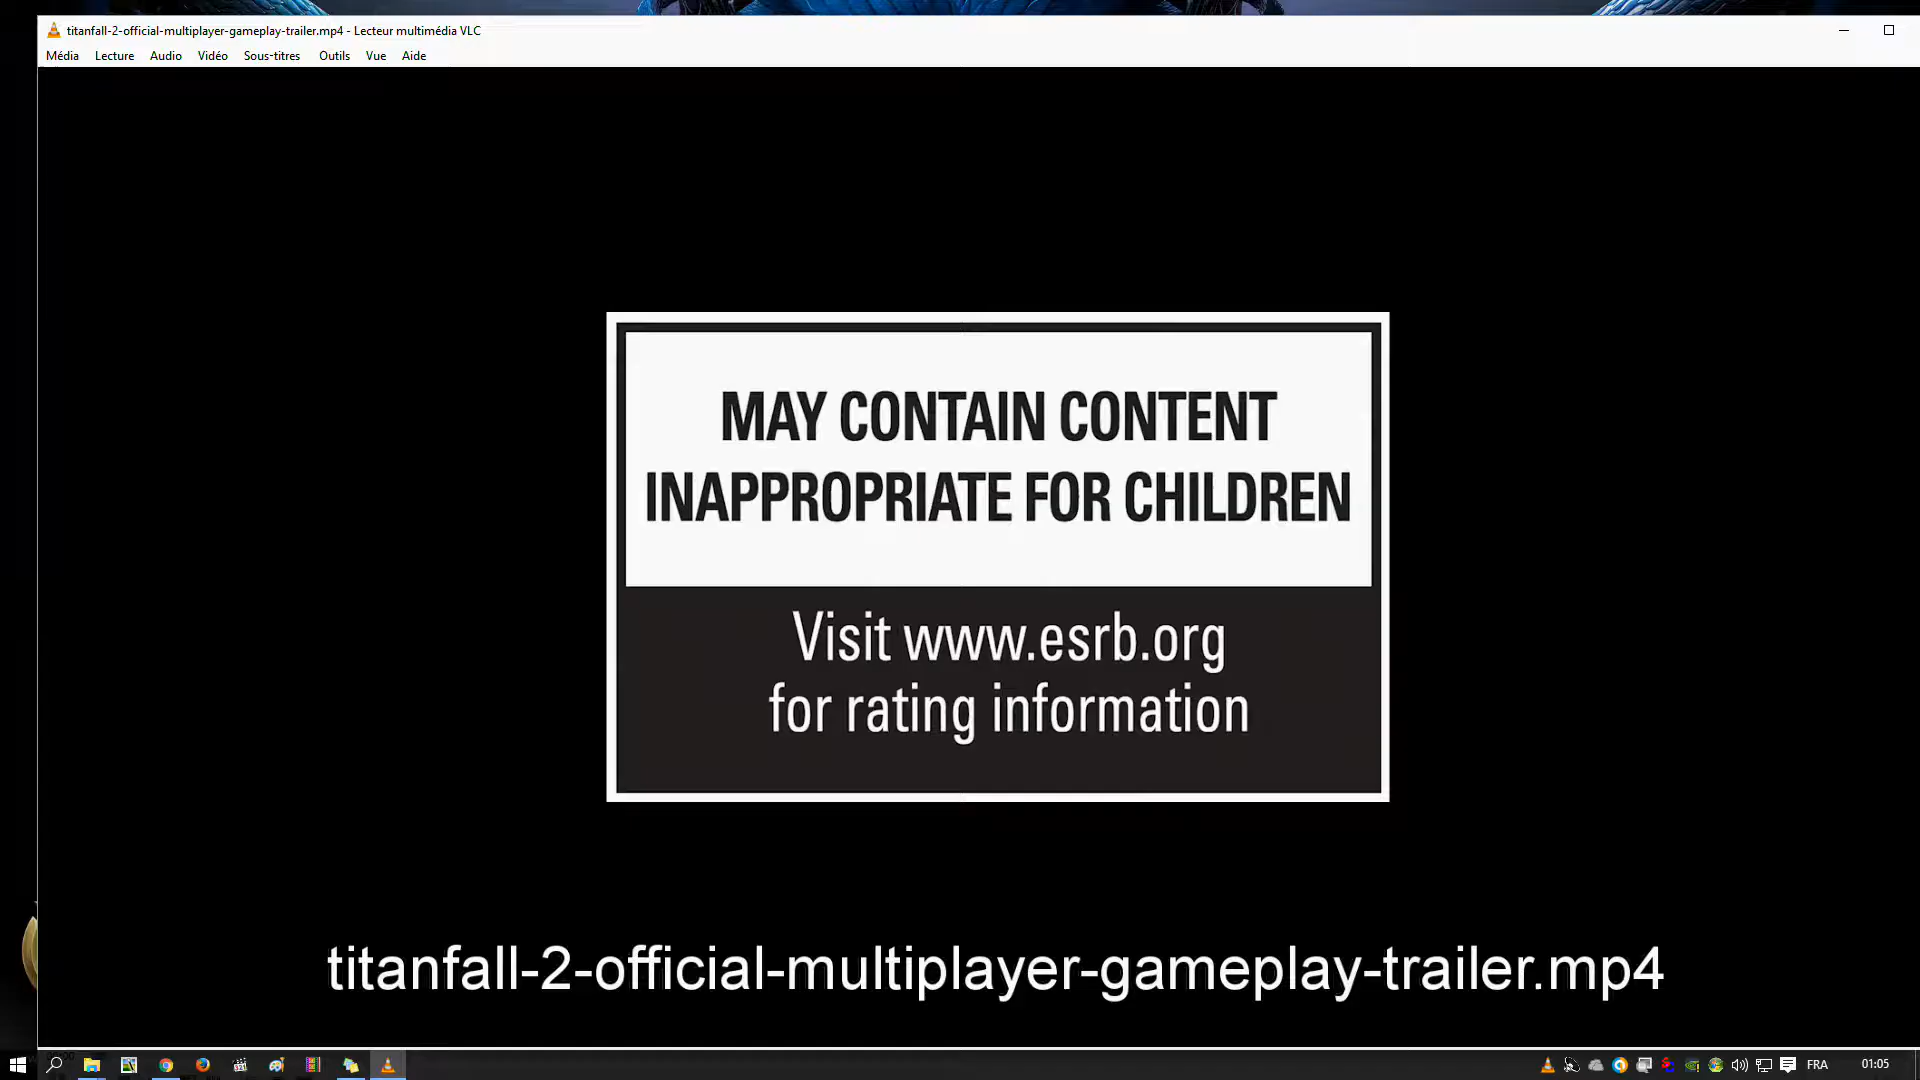 titanfall-2-official-multiplayer-gameplay-trailer.mp4 - Lecteur multimédia VLC
Média Lecture Audio Vidéo Sous-titres Outils Vue Aide
MAY CONTAIN CONTENT
INAPPROPRIATE FOR CHILDREN
Visit www.esrb.org
for rating information
titanfall-2-official-multiplayer-gameplay-trailer.mp4
FRA 01:05